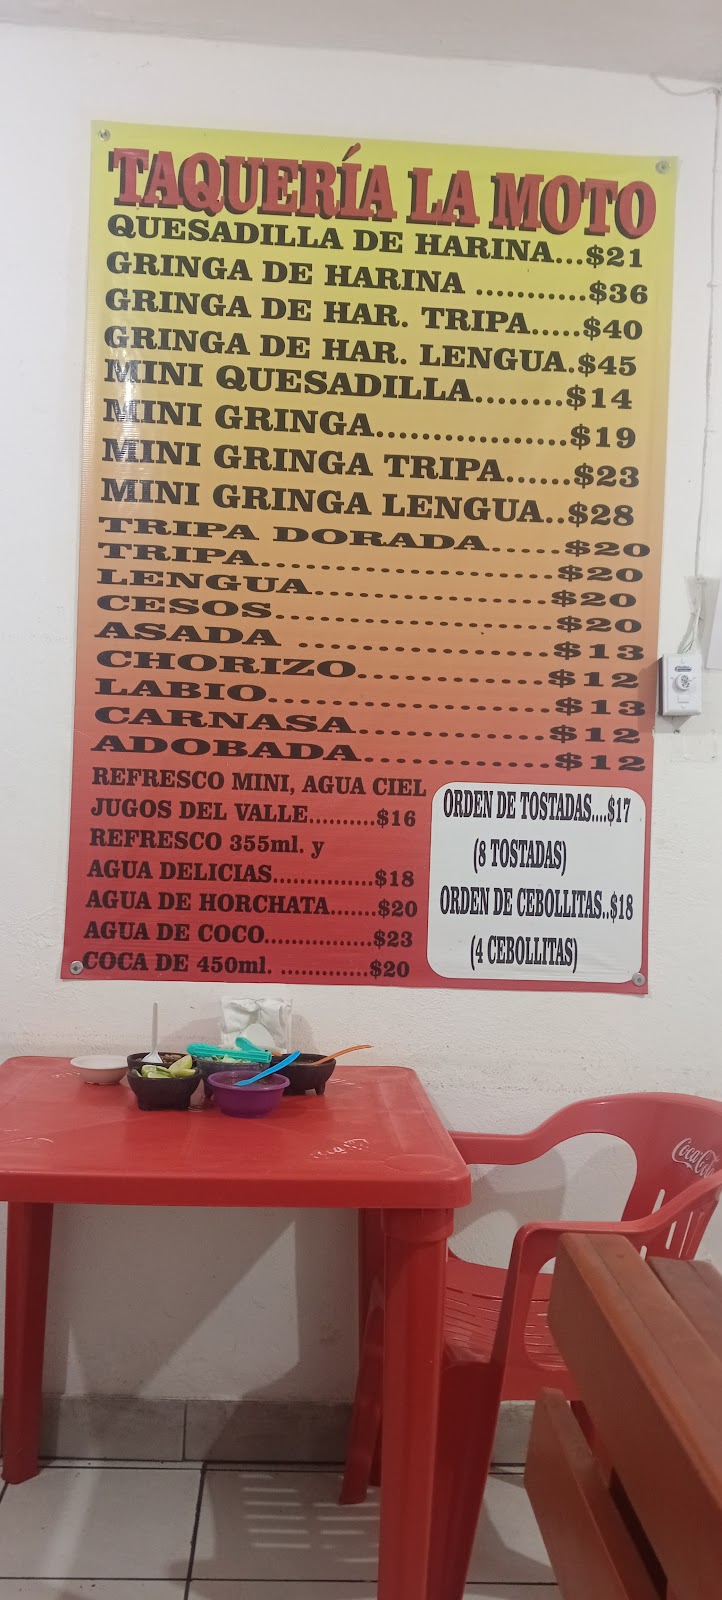 TAQUERÍA LA MOTO
QUESADILLA DE HARINA...$21
GRINGA DE HARINA ...........$36
GRINGA DE HAR. TRIPA.....$40
GRINGA DE HAR. LENGUA.$45
MINI QUESADILLA........$14
MINI GRINGA.................$19
MINI GRINGA TRIPA......$23
MINI GRINGA LENGUA..$28
TRIPA DORADA.....$20
TRIPA.....................$20
LENGUA.................$20
CESOS....................$20
ASADA ..................$13
CHORIZO.............$12
LABIO....................$13
CARNASA.............$12
ADOBADA.............$12
REFRESCO MINI, AGUA CIEL
JUGOS DEL VALLE..........$16
REFRESCO 355ml. y
AGUA DELICIAS...............$18
AGUA DE HORCHATA.......$20
AGUA DE COCO................$23
COCA DE 450ml. .............$20
ORDEN DE TOSTADAS....$17
(8 TOSTADAS)
ORDEN DE CEBOLLITAS..$18
(4 CEBOLLITAS)
Coca-Cola